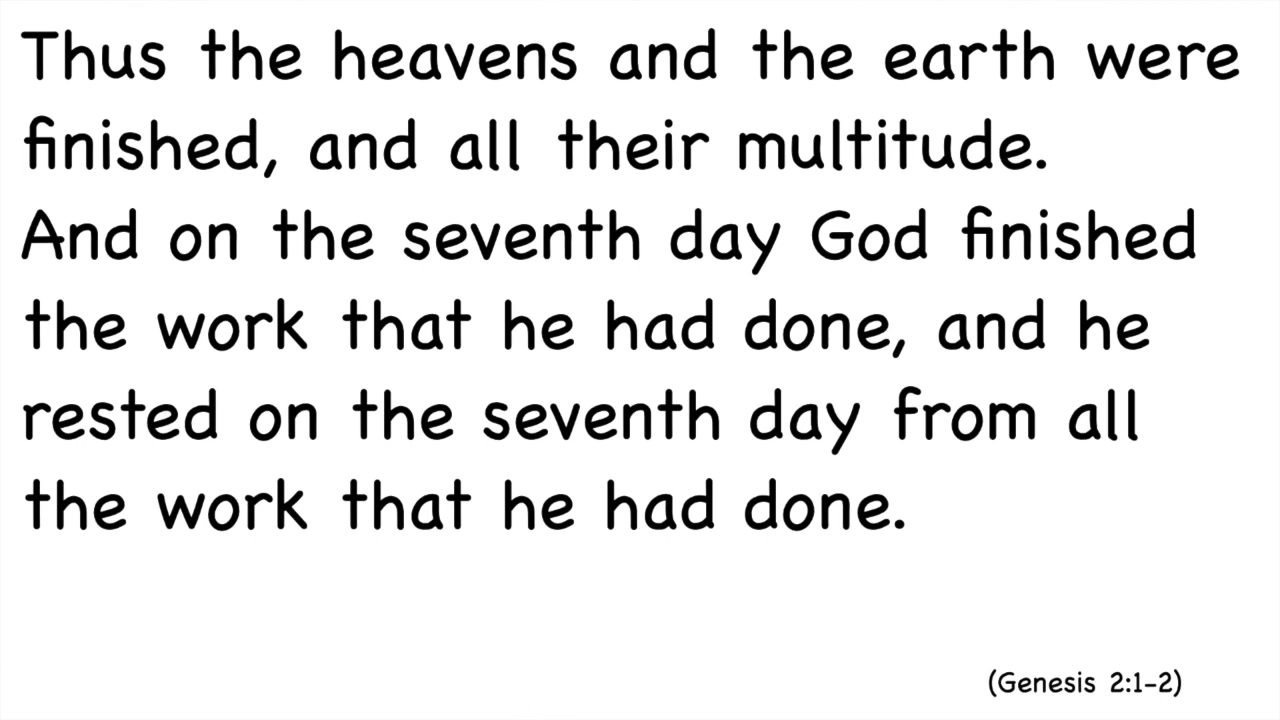 Thus the heavens and the earth were
finished, and all their multitude.
And on the seventh day God finished
the work that he had done, and he
rested on the seventh day from all
the work that he had done.
(Genesis 2:1-2)